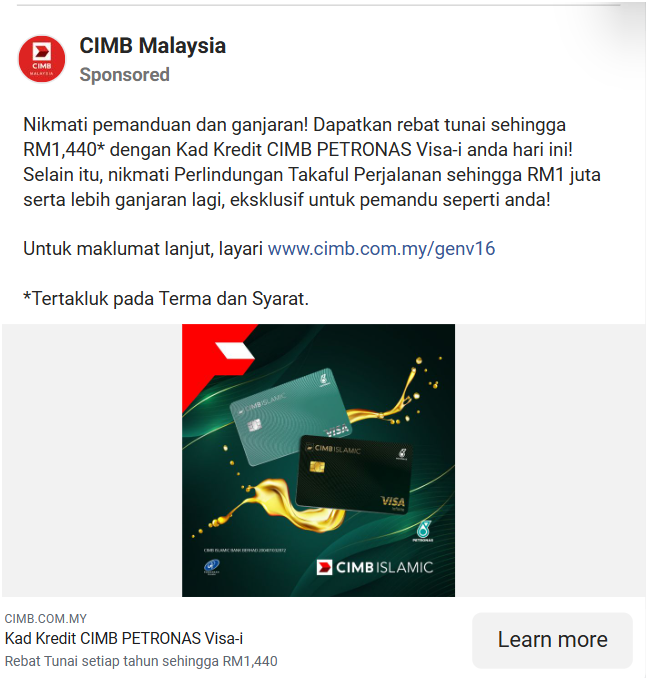 CIMB Malaysia
Sponsored
CIMB
MALAYSIA
Nikmati pemanduan dan ganjaran! Dapatkan rebat tunai sehingga
RM1,440* dengan Kad Kredit CIMB PETRONAS Visa-i anda hari ini!
Selain itu, nikmati Perlindungan Takaful Perjalanan sehingga RM1 juta
serta lebih ganjaran lagi, eksklusif untuk pemandu seperti anda!
Untuk maklumat lanjut, layari www.cimb.com.my/genv16
*Tertakluk pada Terma dan Syarat.
CIMB ISLAMIC
VISA
CIMB ISLAMIC
VISA
PETRONAS
CIMB ISLAMIC BANK BERHAD
CIMB ISLAMIC
CIMB.COM.MY
Kad Kredit CIMB PETRONAS Visa-i
Rebat Tunai setiap tahun sehingga RM1,440
Learn more